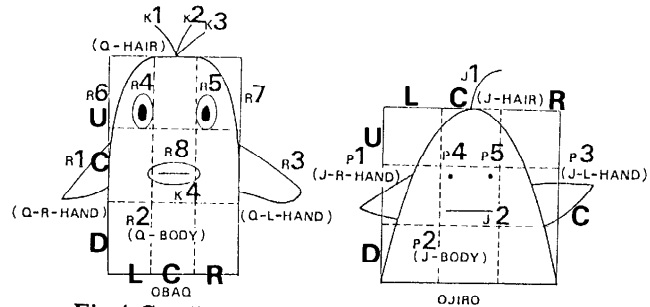 K1 K2 K3
(Q-HAIR)
R6 R4 R5 R7
U
R1 C R8 R3
K4
(Q-R-HAND) R2 (Q-L-HAND)
(Q-BODY)
D
L C R
OBAQ
J1
L C (J-HAIR) R
U
P1 P4 P5 P3
(J-R-HAND) (J-L-HAND)
J2 C
D P2
(J-BODY)
OJIRO